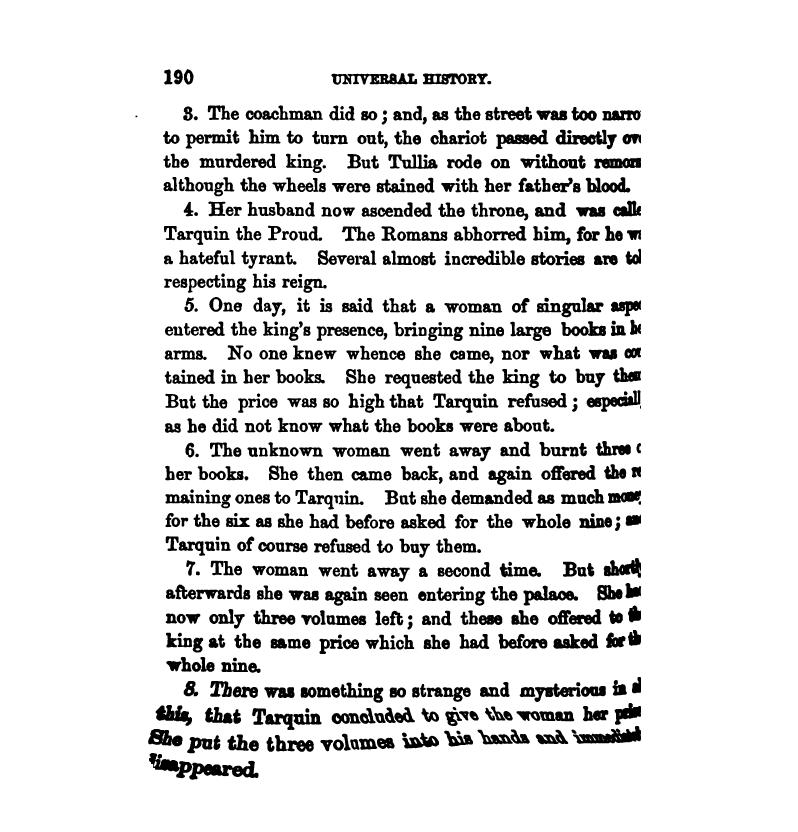 190 UNIVERSAL HISTORY.
3. The coachman did so; and, as the street was too narro
to permit him to turn out, the chariot passed directly ov
the murdered king. But Tullia rode on without remors
although the wheels were stained with her father's blood.
4. Her husband now ascended the throne, and was calle
Tarquin the Proud. The Romans abhorred him, for he w
a hateful tyrant. Several almost incredible stories are tol
respecting his reign.
5. One day, it is said that a woman of singular aspe
entered the king's presence, bringing nine large books in he
arms. No one knew whence she came, nor what was con
tained in her books. She requested the king to buy them
But the price was so high that Tarquin refused; especially
as he did not know what the books were about.
6. The unknown woman went away and burnt three
her books. She then came back, and again offered the re
maining ones to Tarquin. But she demanded as much money
for the six as she had before asked for the whole nine;
Tarquin of course refused to buy them.
7. The woman went away a second time. But shortly
afterwards she was again seen entering the palace. She had
now only three volumes left; and these she offered to the
king at the same price which she had before asked for the
whole nine.
8. There was something so strange and mysterious in al
this, that Tarquin concluded to give the woman her price
She put the three volumes into his hands and immediatel
disappeared.